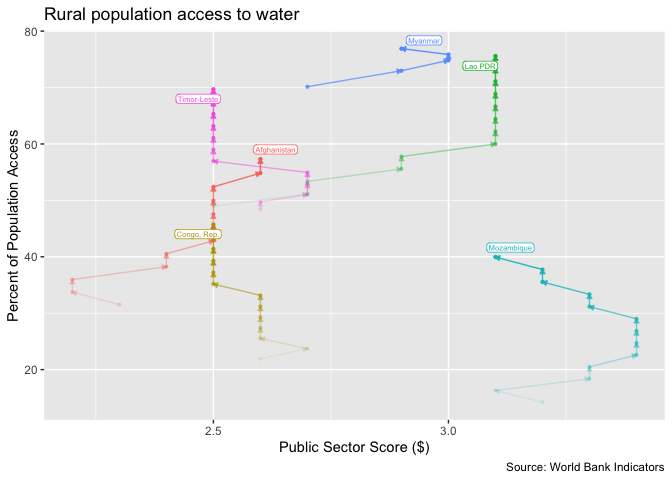 Rural population access to water
80
Myanmar
Lao PDR
Timor-Leste
60
Afghanistan
Congo, Rep.
Mozambique
40
20
Percent of Population Access
2.5
3.0
Public Sector Score ($)
Source: World Bank Indicators